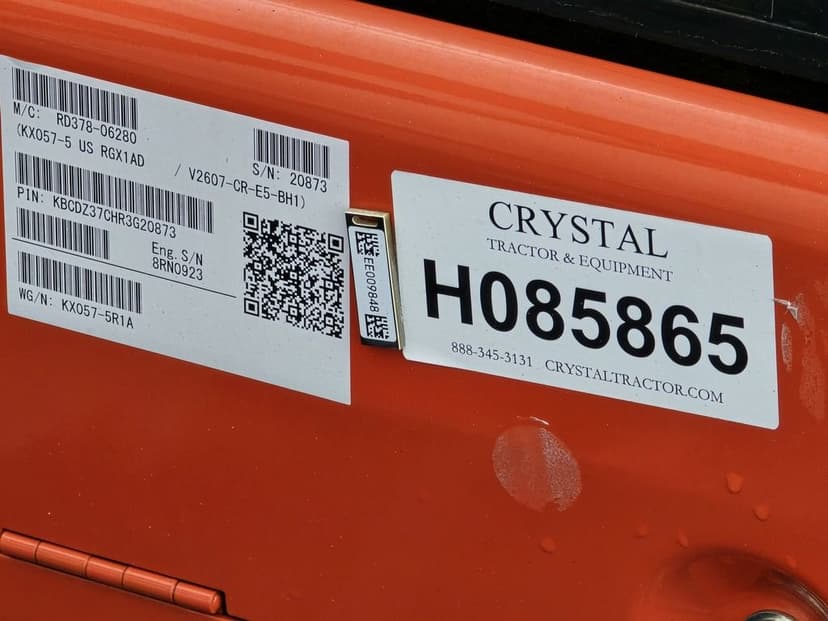 M/C: RD378-06280
(KX057-5 US RGX1AD / V2607-CR-E5-BH1)
S/N: 20873
PIN: KBCDZ37CHR3G20873
Eng. S/N
8RN0923
WG/N: KX057-5R1A
EE009848
CRYSTAL
TRACTOR & EQUIPMENT
H085865
888-345-3131 CRYSTALTRACTOR.COM